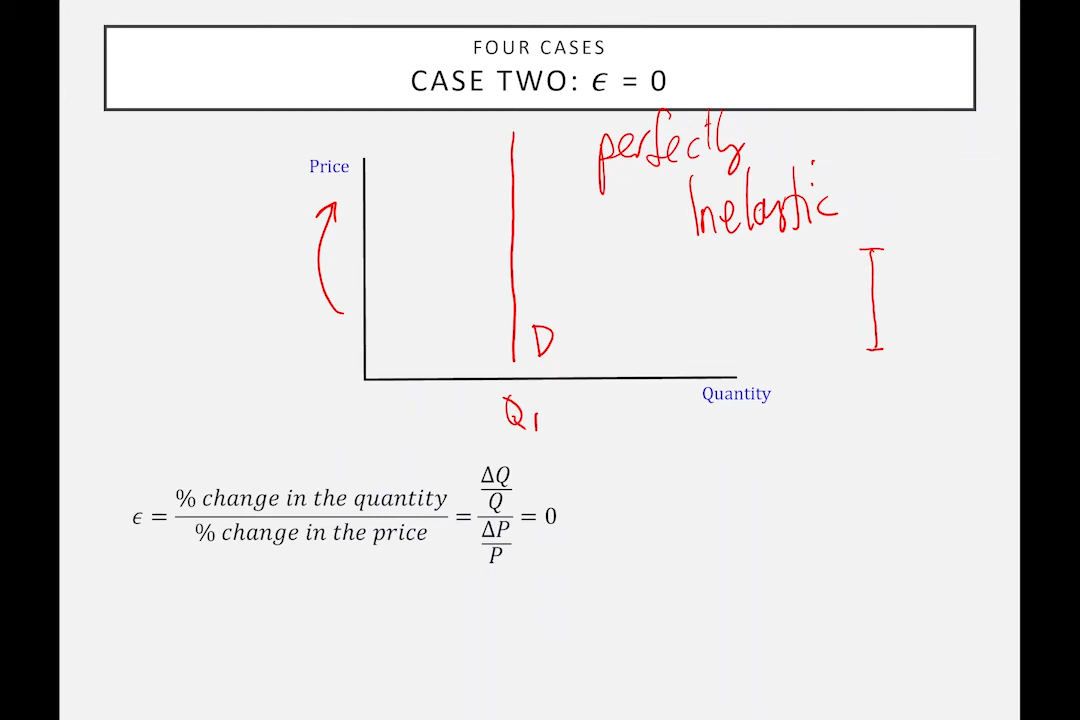 FOUR CASES
CASE TWO: ϵ = 0
perfectly
Inelastic
Price
D
Quantity
Q1
ϵ = % change in the quantity / % change in the price = ΔQ/Q / ΔP/P = 0